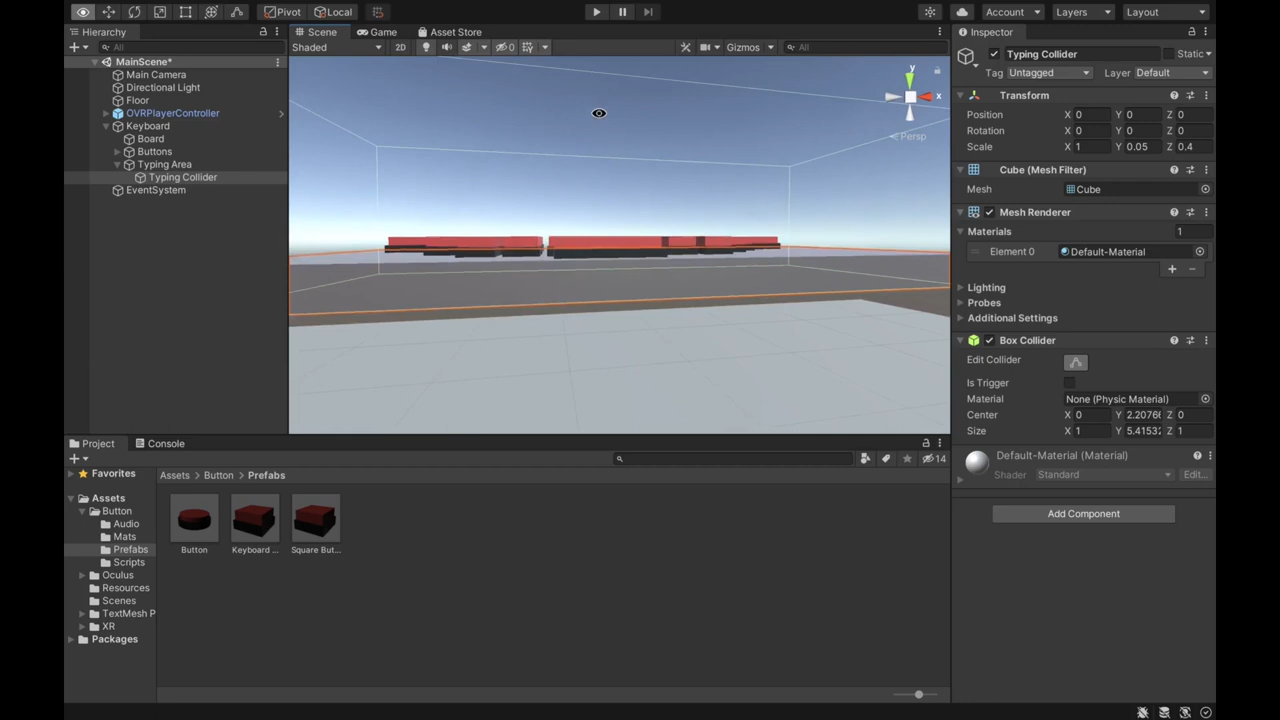 Pivot Local Account Layers Layout
Hierarchy
All
MainScene*
Main Camera
Directional Light
Floor
OVRPlayerController
Keyboard
Board
Buttons
Typing Area
Typing Collider
EventSystem
Scene Game Asset Store
Shaded 2D 0 Gizmos All
y
x
Persp
Inspector
Typing Collider Static
Tag Untagged Layer Default
Transform
Position X 0 Y 0 Z 0
Rotation X 0 Y 0 Z 0
Scale X 1 Y 0.05 Z 0.4
Cube (Mesh Filter)
Mesh Cube
Mesh Renderer
Materials 1
Element 0 Default-Material
Lighting
Probes
Additional Settings
Box Collider
Edit Collider
Is Trigger
Material None (Physic Material)
Center X 0 Y 2.2076 Z 0
Size X 1 Y 5.4153 Z 1
Default-Material (Material)
Shader Standard Edit...
Add Component
Project Console
14
Favorites
Assets
Button
Audio
Mats
Prefabs
Scripts
Oculus
Resources
Scenes
TextMesh P
XR
Packages
Assets > Button > Prefabs
Button Keyboard ... Square But...